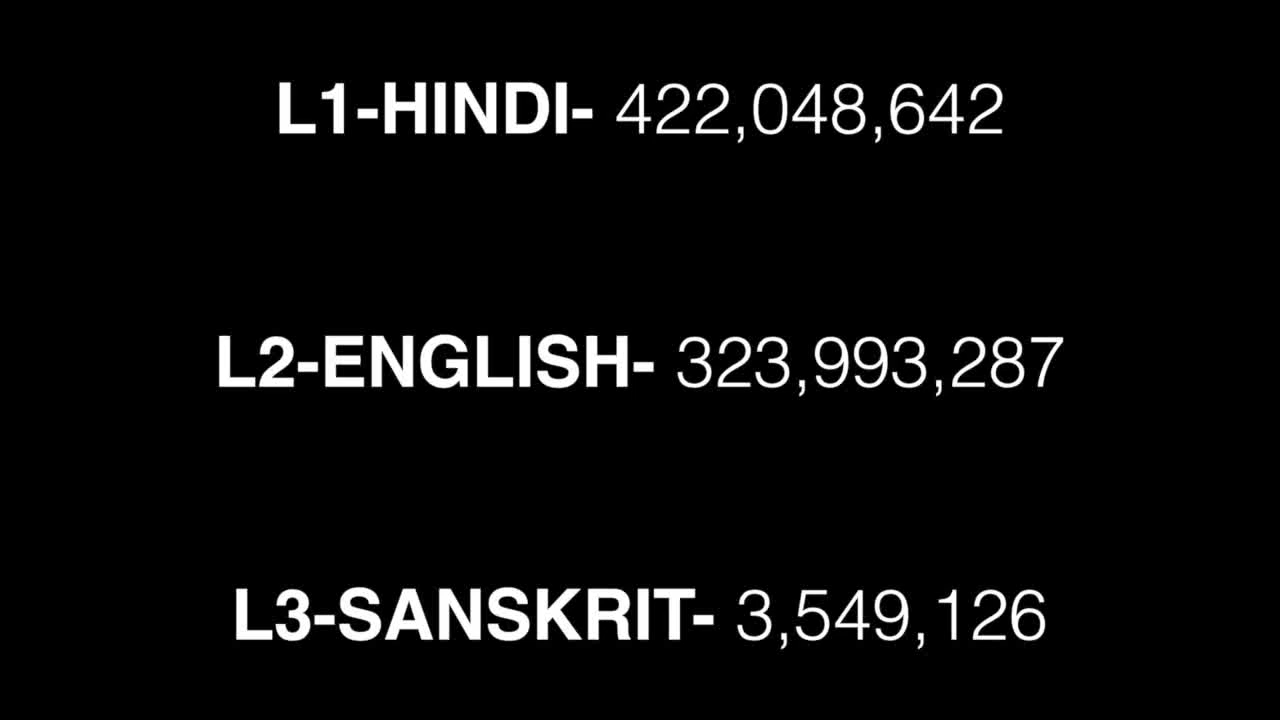 L1-HINDI- 422,048,642
L2-ENGLISH- 323,993,287
L3-SANSKRIT- 3,549,126